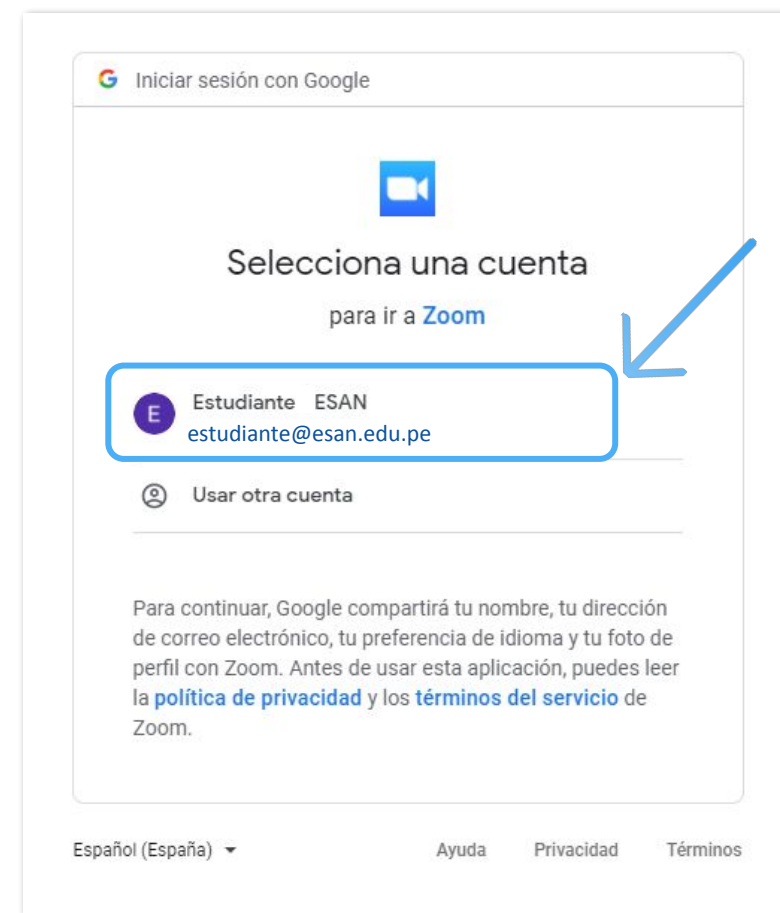 G Iniciar sesión con Google
Selecciona una cuenta
para ir a Zoom
E
Estudiante ESAN
estudiante@esan.edu.pe
Usar otra cuenta
Para continuar, Google compartirá tu nombre, tu dirección
de correo electrónico, tu preferencia de idioma y tu foto de
perfil con Zoom. Antes de usar esta aplicación, puedes leer
la política de privacidad y los términos del servicio de
Zoom.
Español (España) Ayuda Privacidad Términos